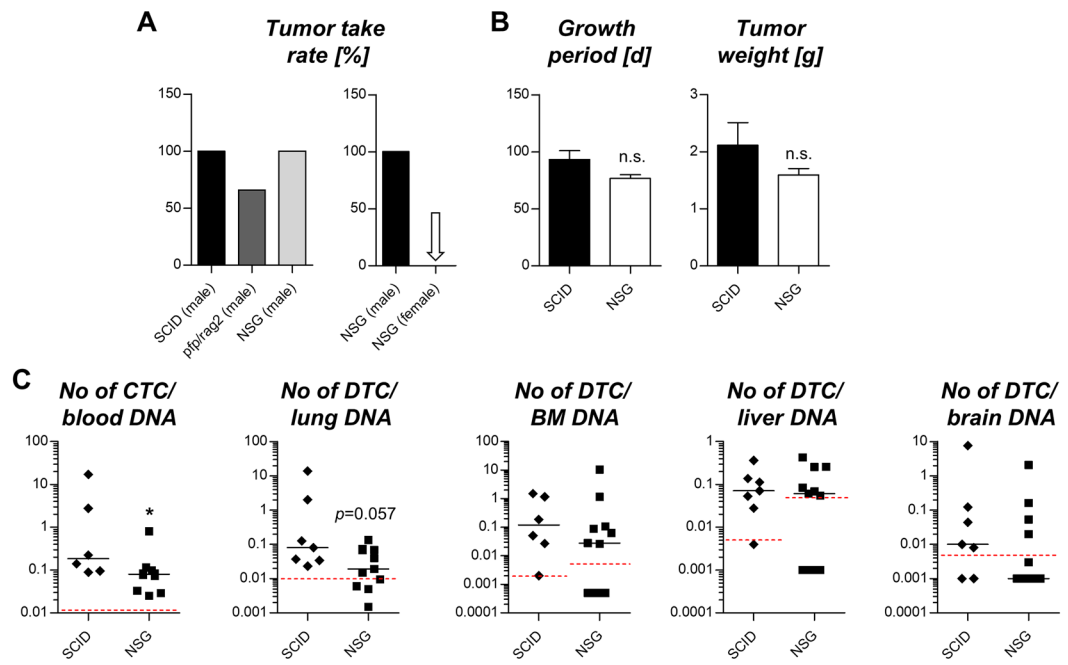 A
Tumor take
rate [%]
150
100
50
0
SCID (male)
pfp/rag2 (male)
NSG (male)
150
100
50
0
NSG (male)
NSG (female)
B
Growth
period [d]
150
100
50
0
n.s.
SCID
NSG
Tumor
weight [g]
3
2
1
0
n.s.
SCID
NSG
C
No of CTC/
blood DNA
100
10
1
0.1
0.01
*
SCID
NSG
No of DTC/
lung DNA
100
10
1
0.1
0.01
0.001
p=0.057
SCID
NSG
No of DTC/
BM DNA
100
10
1
0.1
0.01
0.001
0.0001
SCID
NSG
No of DTC/
liver DNA
1
0.1
0.01
0.001
0.0001
SCID
NSG
No of DTC/
brain DNA
10
1
0.1
0.01
0.001
0.0001
SCID
NSG